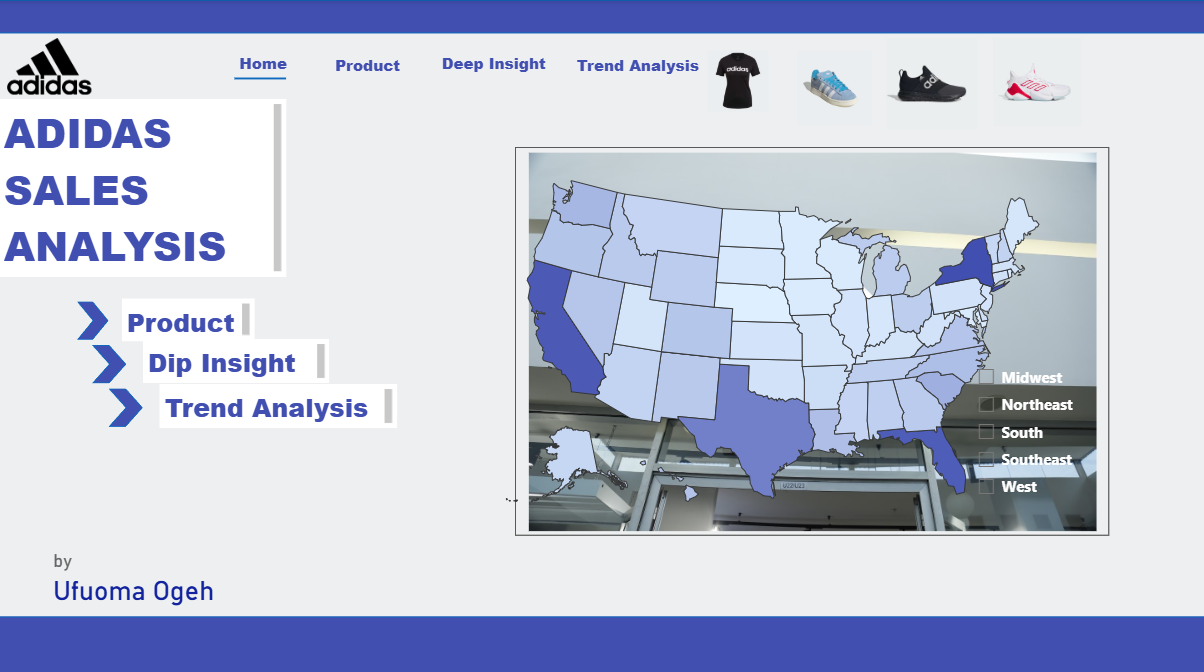 adidas
Home
Product
Deep Insight
Trend Analysis
adidas
ADIDAS
SALES
ANALYSIS
Product
Dip Insight
Trend Analysis
Midwest
Northeast
South
Southeast
West
by
Ufuoma Ogeh